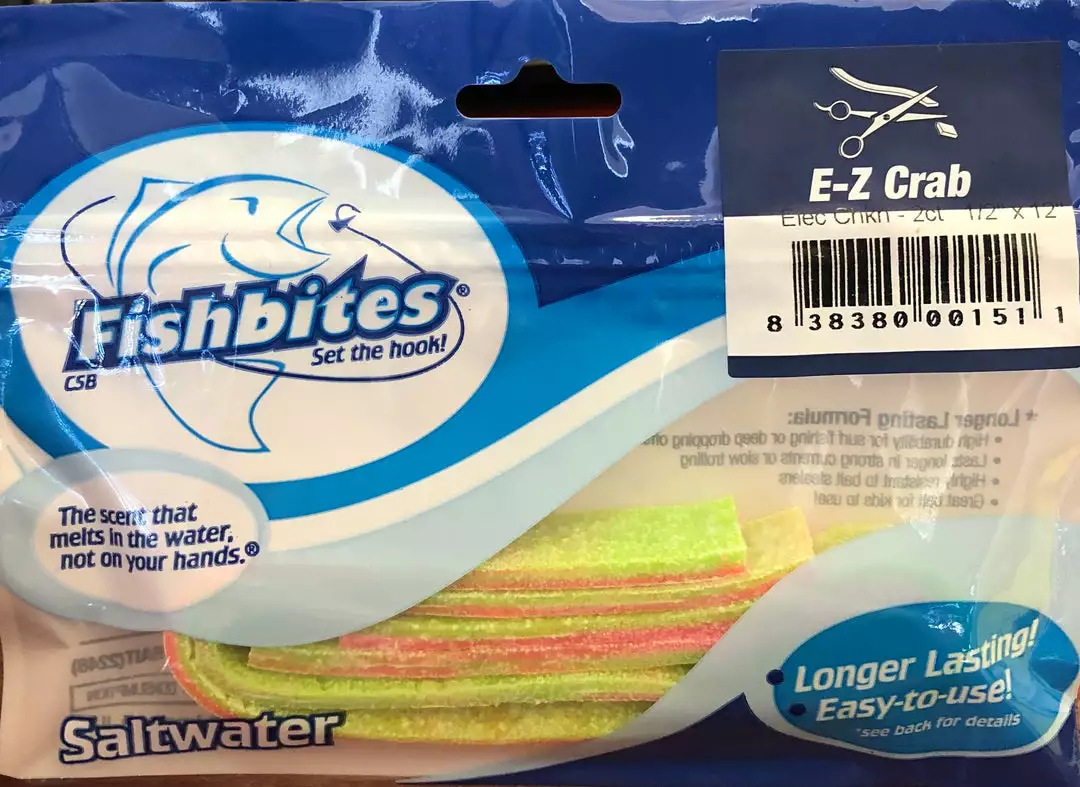 E-Z Crab
Elec Chkn - 2ct 1/2" x 12"
8 38380 00151 1
Fishbites®
Set the hook!
CSB
* Longer Lasting Formula:
• High durability for surf fishing or deep dropping
• Lasts longer in strong currents or slow trolling
• Highly resistant to bait stealers
• Great bait for kids to use!
The scent that
melts in the water,
not on your hands.®
Longer Lasting!
Easy-to-use!
*see back for details
Saltwater